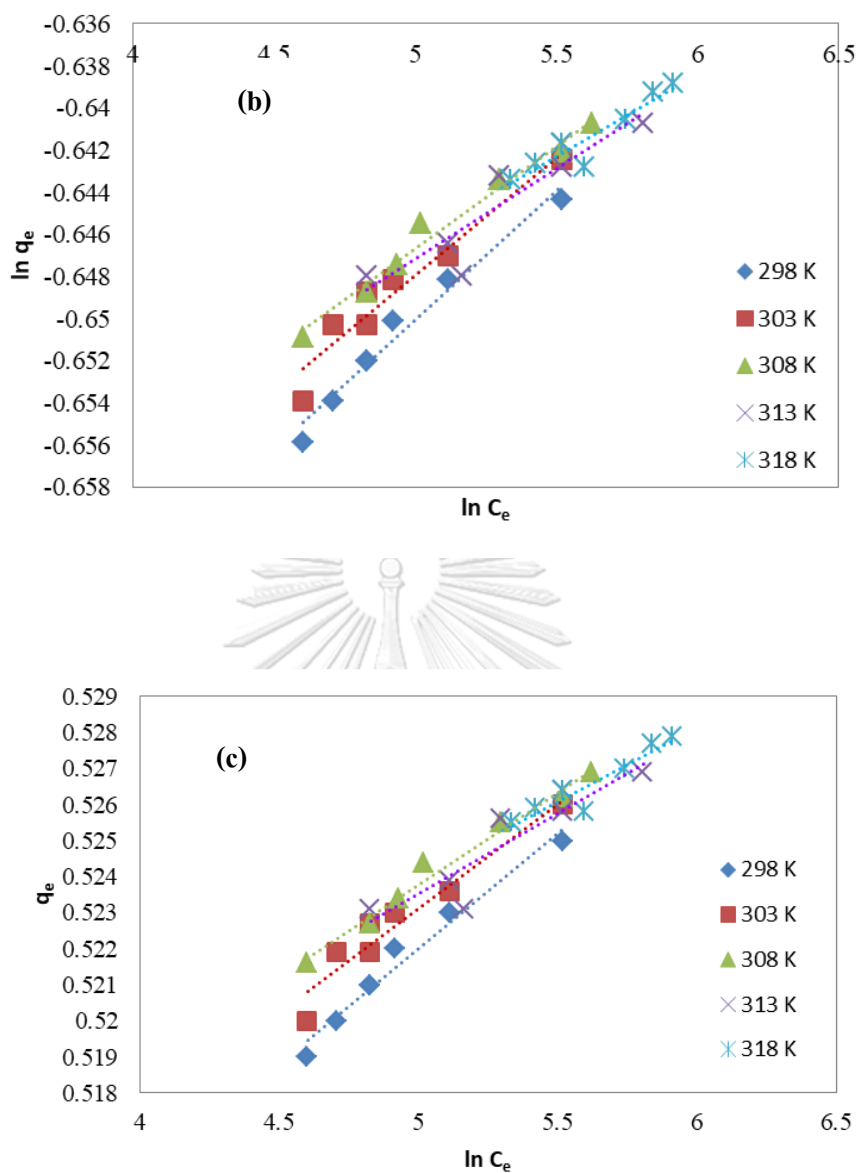 -0.636
4 4.5 5 5.5 6 6.5
-0.638
(b)
-0.64
-0.642
-0.644
-0.646
ln qe
298 K
-0.648
303 K
-0.65
308 K
-0.652
313 K
-0.654
318 K
-0.656
-0.658
ln Ce
0.529
0.528
(c)
0.527
0.526
0.525
298 K
0.524
303 K
qe
0.523
308 K
0.522
313 K
0.521
318 K
0.52
0.519
0.518
4 4.5 5 5.5 6 6.5
ln Ce